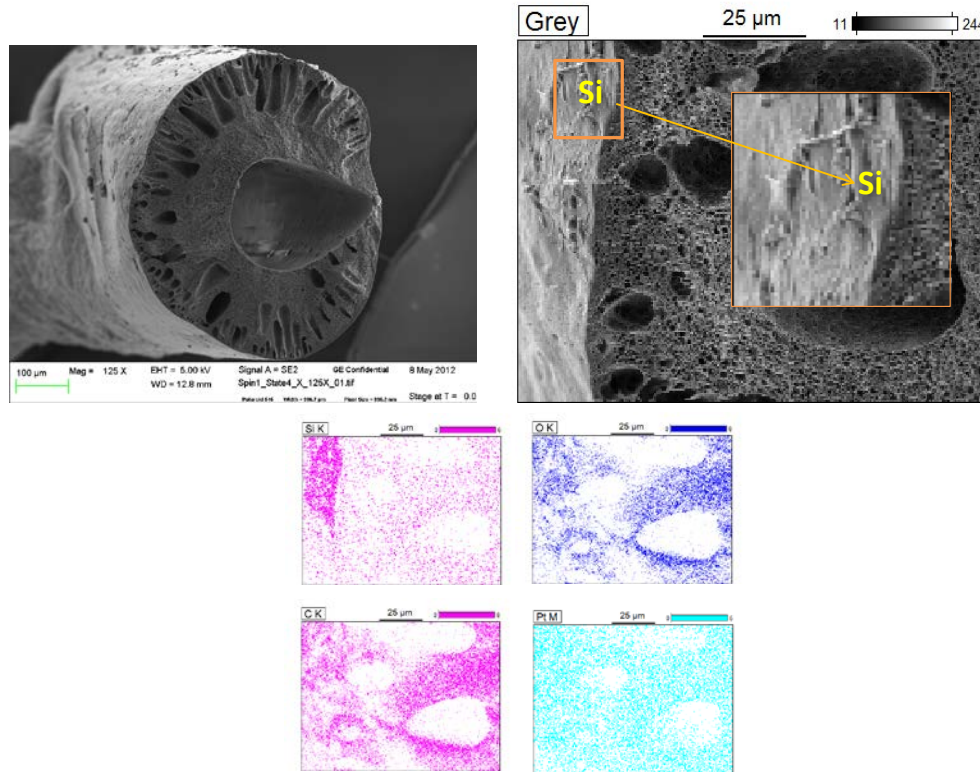 Grey
25 µm
11
244
Si
Si
100 µm
Mag = 125 X
EHT = 5.00 kV
WD = 12.8 mm
Signal A = SE2
Spin1_State4_X_125X_01.tif
GE Confidential
8 May 2012
Stage at T = 0.0
Si K
25 µm
O K
25 µm
C K
25 µm
Pt M
25 µm